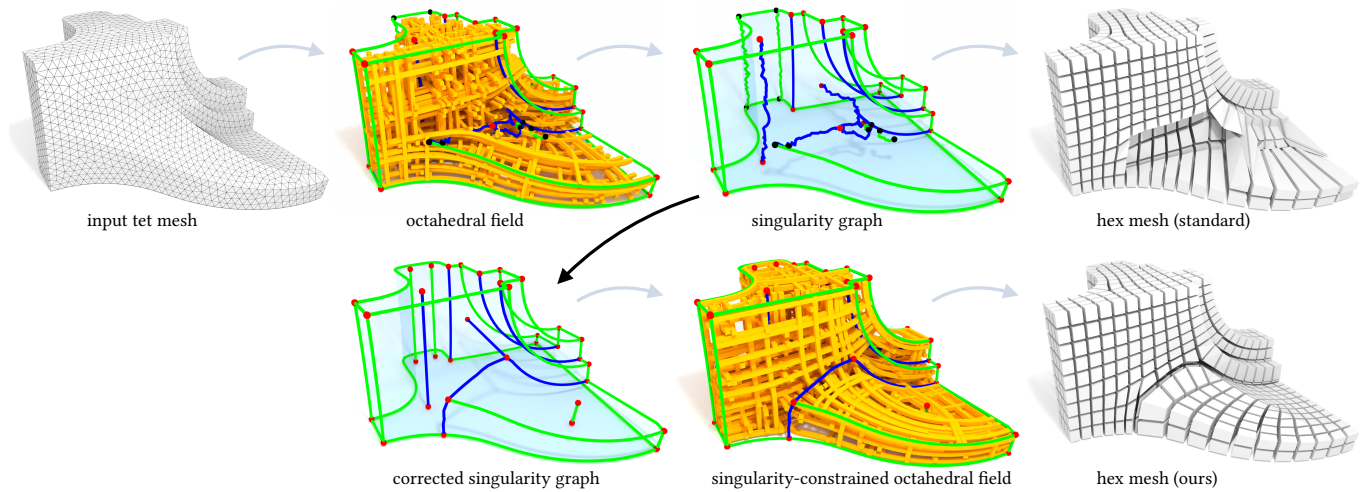 input tet mesh
octahedral field
singularity graph
hex mesh (standard)
corrected singularity graph
singularity-constrained octahedral field
hex mesh (ours)